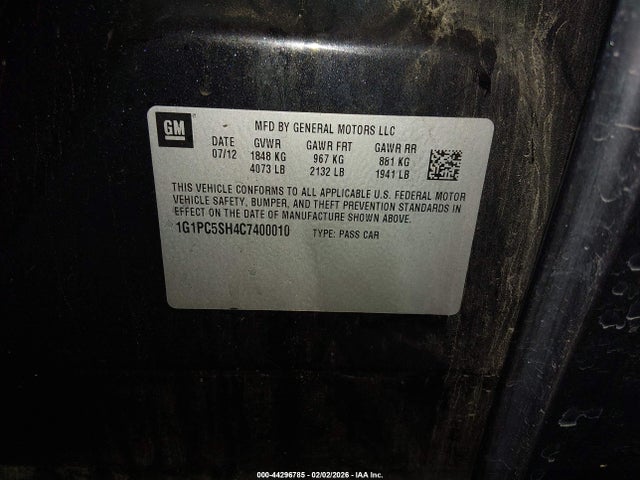 GM
MFD BY GENERAL MOTORS LLC
DATE GVWR GAWR FRT GAWR RR
07/12 1848 KG 967 KG 881 KG
4073 LB 2132 LB 1941 LB
THIS VEHICLE CONFORMS TO ALL APPLICABLE U.S. FEDERAL MOTOR
VEHICLE SAFETY, BUMPER, AND THEFT PREVENTION STANDARDS IN
EFFECT ON THE DATE OF MANUFACTURE SHOWN ABOVE.
1G1PC5SH4C7400010 TYPE: PASS CAR
000-44296785 - 02/02/2026 - IAA Inc.